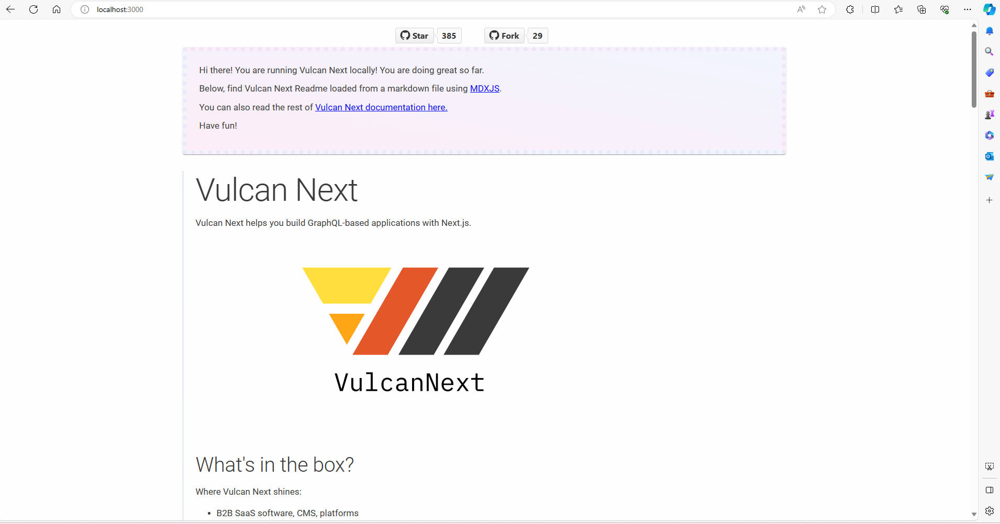 localhost:3000
Star 385 Fork 29
Hi there! You are running Vulcan Next locally! You are doing great so far.
Below, find Vulcan Next Readme loaded from a markdown file using MDXJS.
You can also read the rest of Vulcan Next documentation here.
Have fun!
Vulcan Next
Vulcan Next helps you build GraphQL-based applications with Next.js.
VulcanNext
What's in the box?
Where Vulcan Next shines:
• B2B SaaS software, CMS, platforms